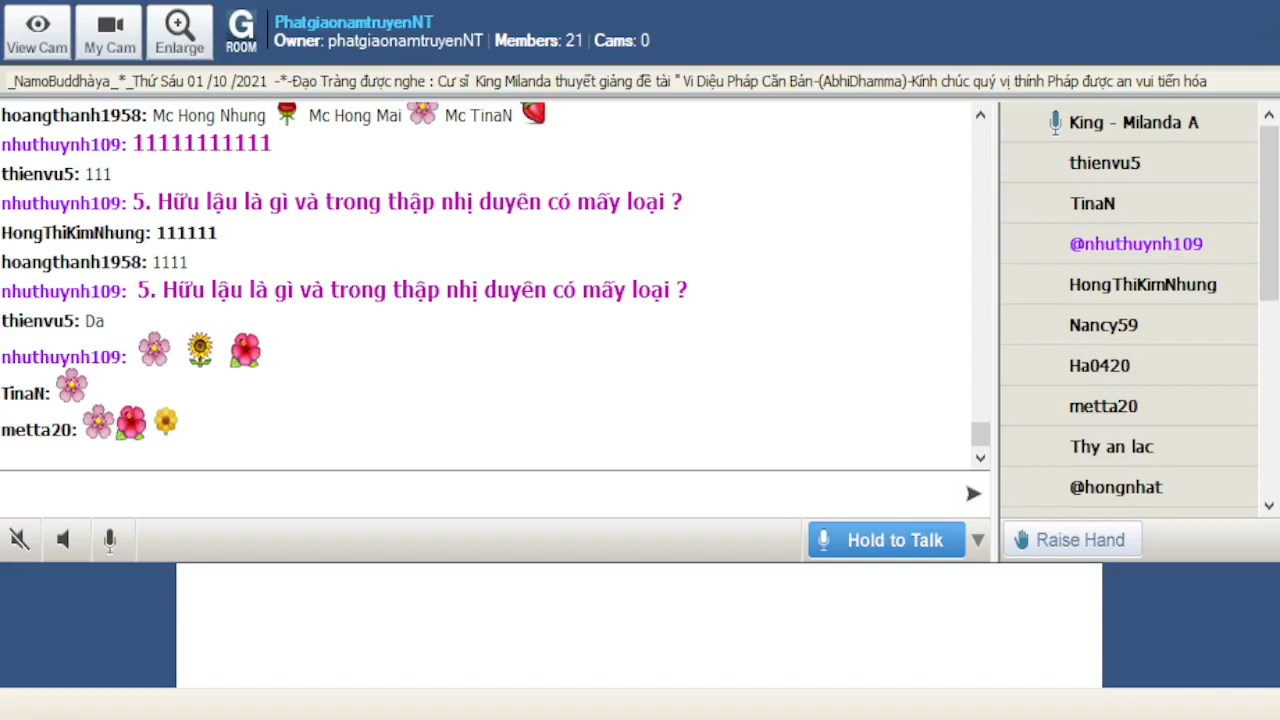 PhatgiaonamtruyenNT
Owner: phatgiaonamtruyenNT | Members: 21 | Cams: 0
View Cam
My Cam
Enlarge
G
ROOM
_NamoBuddhàya_*_Thứ Sáu 01 /10 /2021 -*-Đạo Tràng được nghe : Cư sĩ King Milanda thuyết giảng đề tài " Vi Diệu Pháp Căn Bản-(AbhiDhamma)-Kính chúc quý vị thính Pháp được an vui tiến hóa
hoangthanh1958: Mc Hong Nhung Mc Hong Mai Mc TinaN
nhuthuynh109: 11111111111
thienvu5: 111
nhuthuynh109: 5. Hữu lậu là gì và trong thập nhị duyên có mấy loại ?
HongThiKimNhung: 111111
hoangthanh1958: 1111
nhuthuynh109: 5. Hữu lậu là gì và trong thập nhị duyên có mấy loại ?
thienvu5: Da
nhuthuynh109:
TinaN:
metta20:
King - Milanda A
thienvu5
TinaN
@nhuthuynh109
HongThiKimNhung
Nancy59
Ha0420
metta20
Thy an lac
@hongnhat
Hold to Talk
Raise Hand